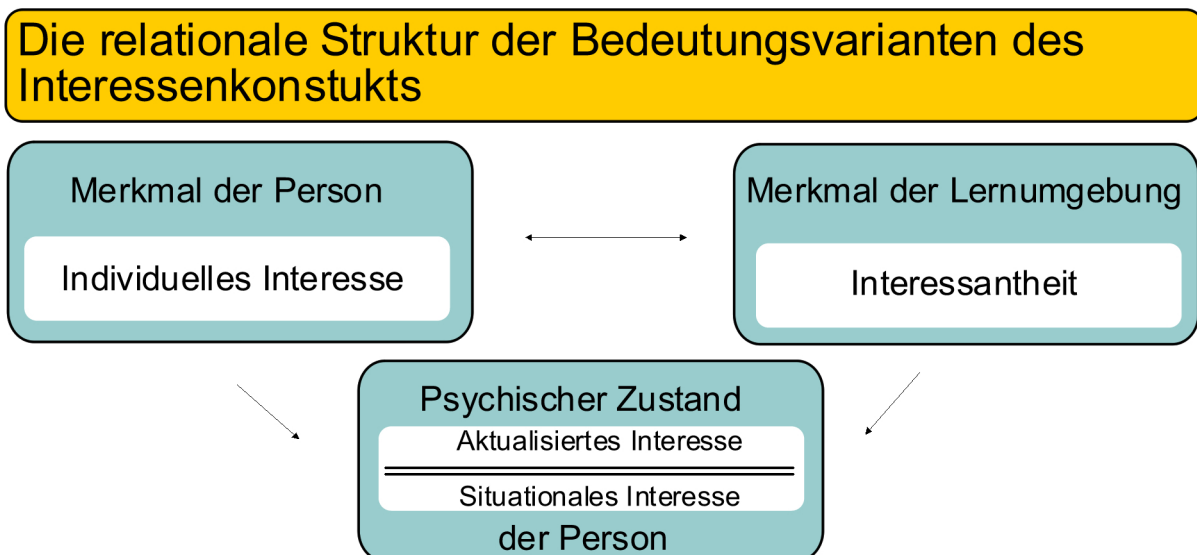 Die relationale Struktur der Bedeutungsvarianten des
Interessenkonstukts
Merkmal der Person
Individuelles Interesse
Merkmal der Lernumgebung
Interessantheit
Psychischer Zustand
Aktualisiertes Interesse
Situationales Interesse
der Person